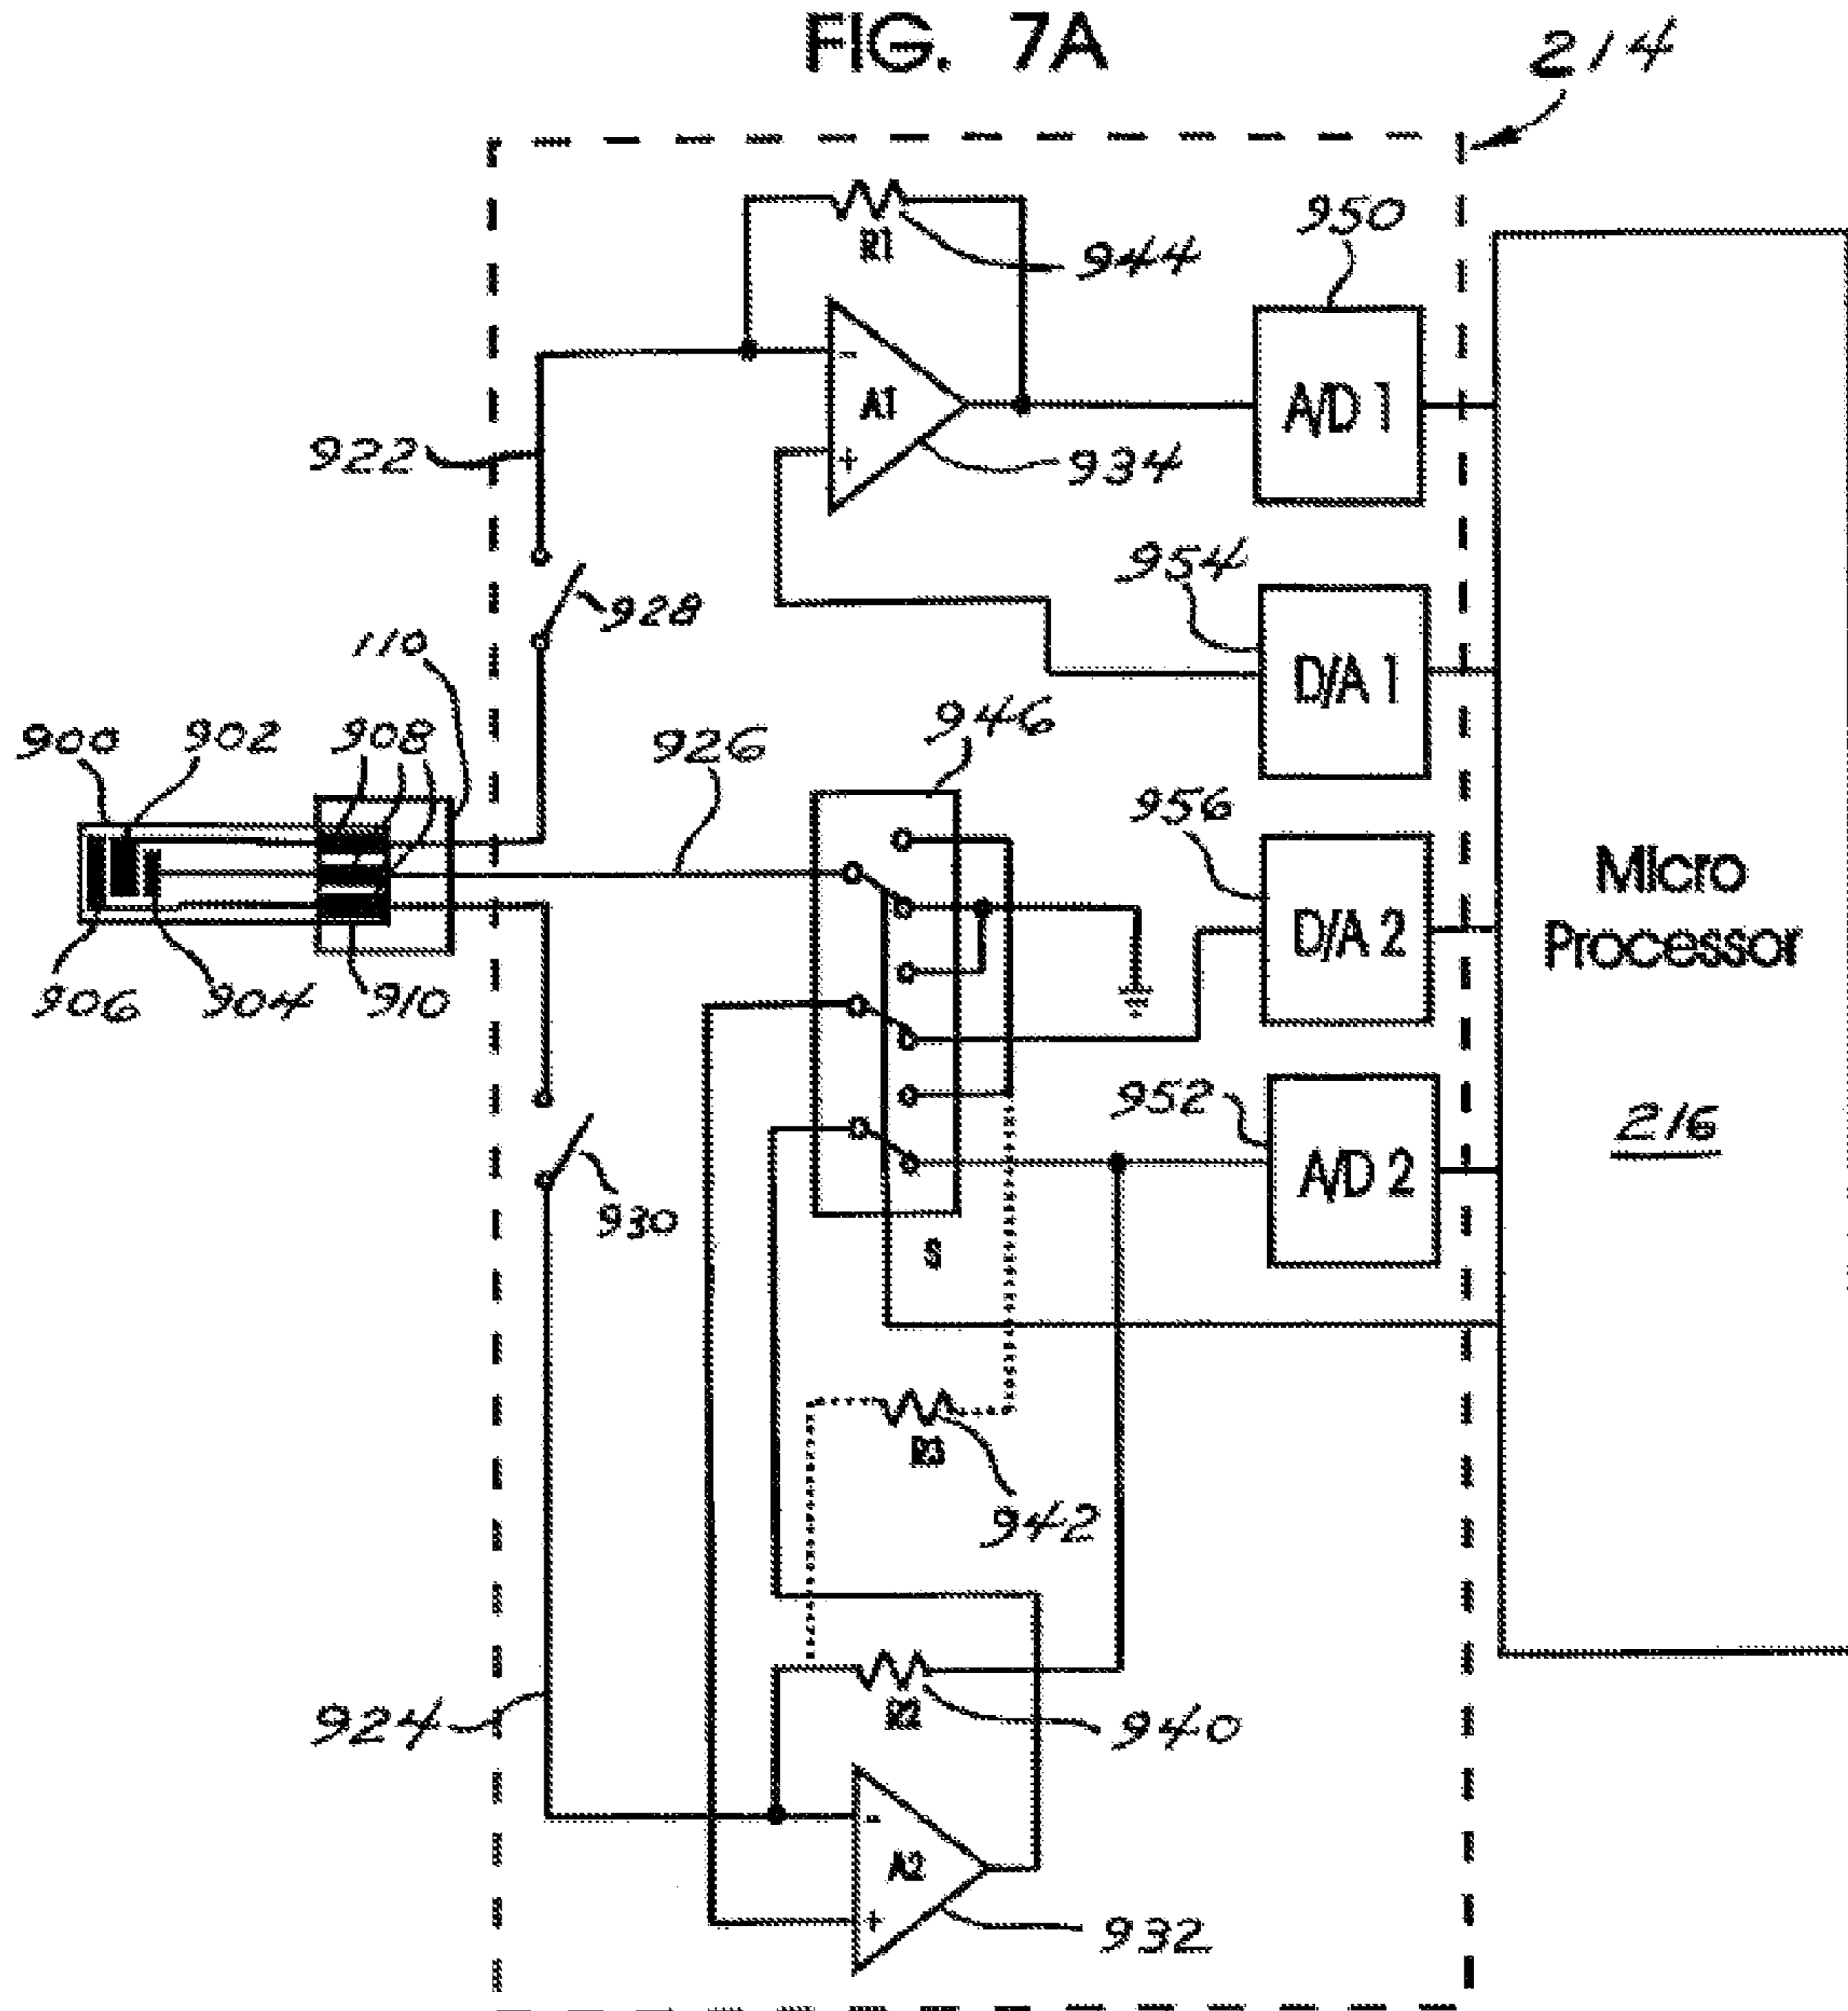 FIG. 7A
214
R1
944
950
A1
934
A/D 1
922
928
954
D/A 1
110
900
902
908
926
946
956
D/A 2
Micro
Processor
906
904
910
952
A/D 2
216
930
S
R3
942
924
R2
940
A2
932
-
+
-
+